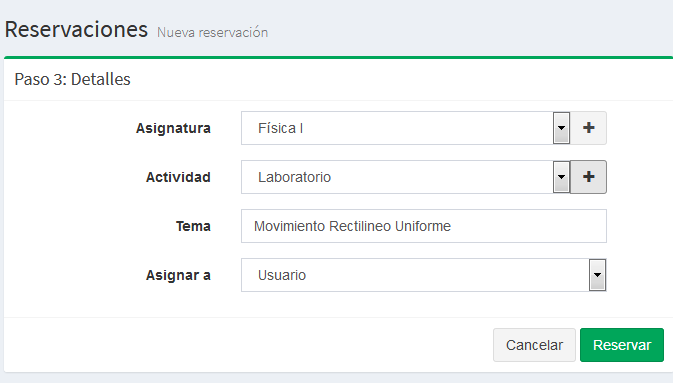 Reservaciones Nueva reservación
Paso 3: Detalles
Asignatura Física I +
Actividad Laboratorio +
Tema Movimiento Rectilineo Uniforme
Asignar a Usuario
Cancelar Reservar